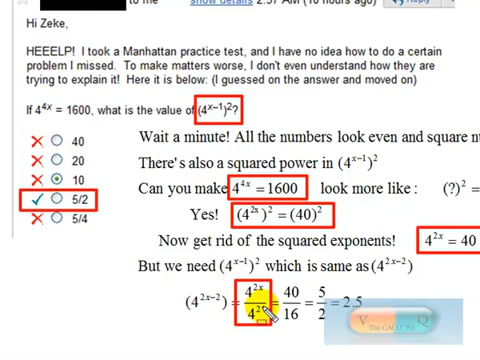 to me show details 2:57 AM (10 hours ago) Reply
Hi Zeke,
HEEELP! I took a Manhattan practice test, and I have no idea how to do a certain
problem I missed. To make matters worse, I don't even understand how they are
trying to explain it! Here it is below: (I guessed on the answer and moved on)
If 4^{4x} = 1600, what is the value of (4^{x–1})^2?
40
20
10
5/2
5/4
Wait a minute! All the numbers look even and square nu
There's also a squared power in (4^{x−1})^2
Can you make 4^{4x} = 1600 look more like : (?)^2 =
Yes! (4^{2x})^2 = (40)^2
Now get rid of the squared exponents! 4^{2x} = 40
But we need (4^{x−1})^2 which is same as (4^{2x−2})
(4^{2x−2}) = 4^{2x}/4^2 = 40/16 = 5/2 = 2.5
V Q
The GMAT Pill